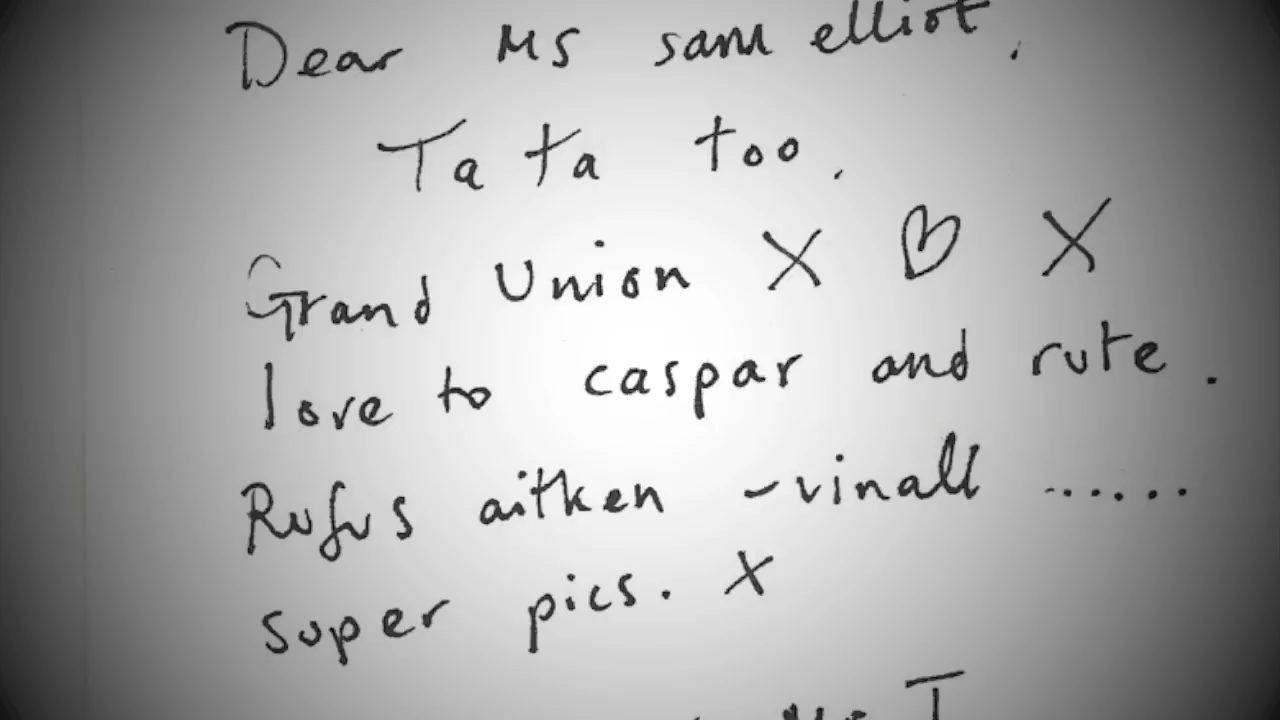 Dear Ms sam elliot,
Ta ta too.
Grand Union X ♡ X
love to caspar and rute.
Rufus aitken -vinall ......
super pics. X